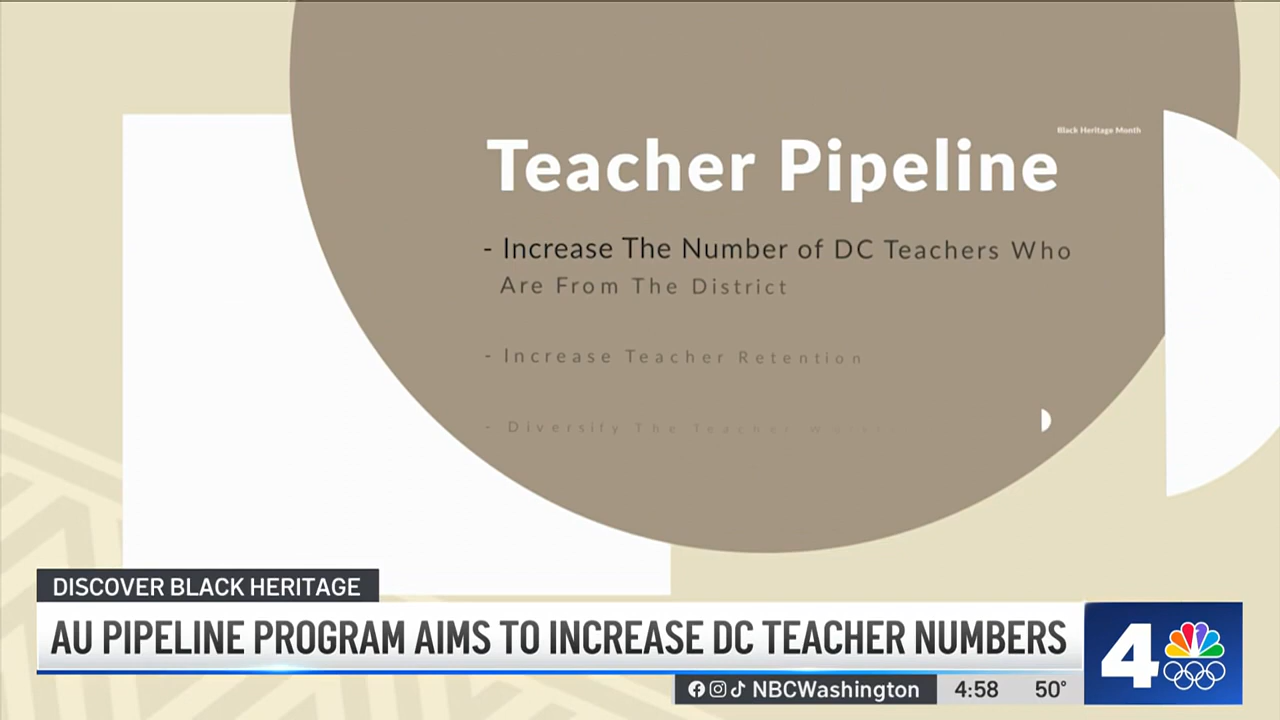 Black Heritage Month
Teacher Pipeline
- Increase The Number of DC Teachers Who
Are From The District
- Increase Teacher Retention
- Diversify The Teacher
DISCOVER BLACK HERITAGE
AU PIPELINE PROGRAM AIMS TO INCREASE DC TEACHER NUMBERS
4
NBCWashington 4:58 50°